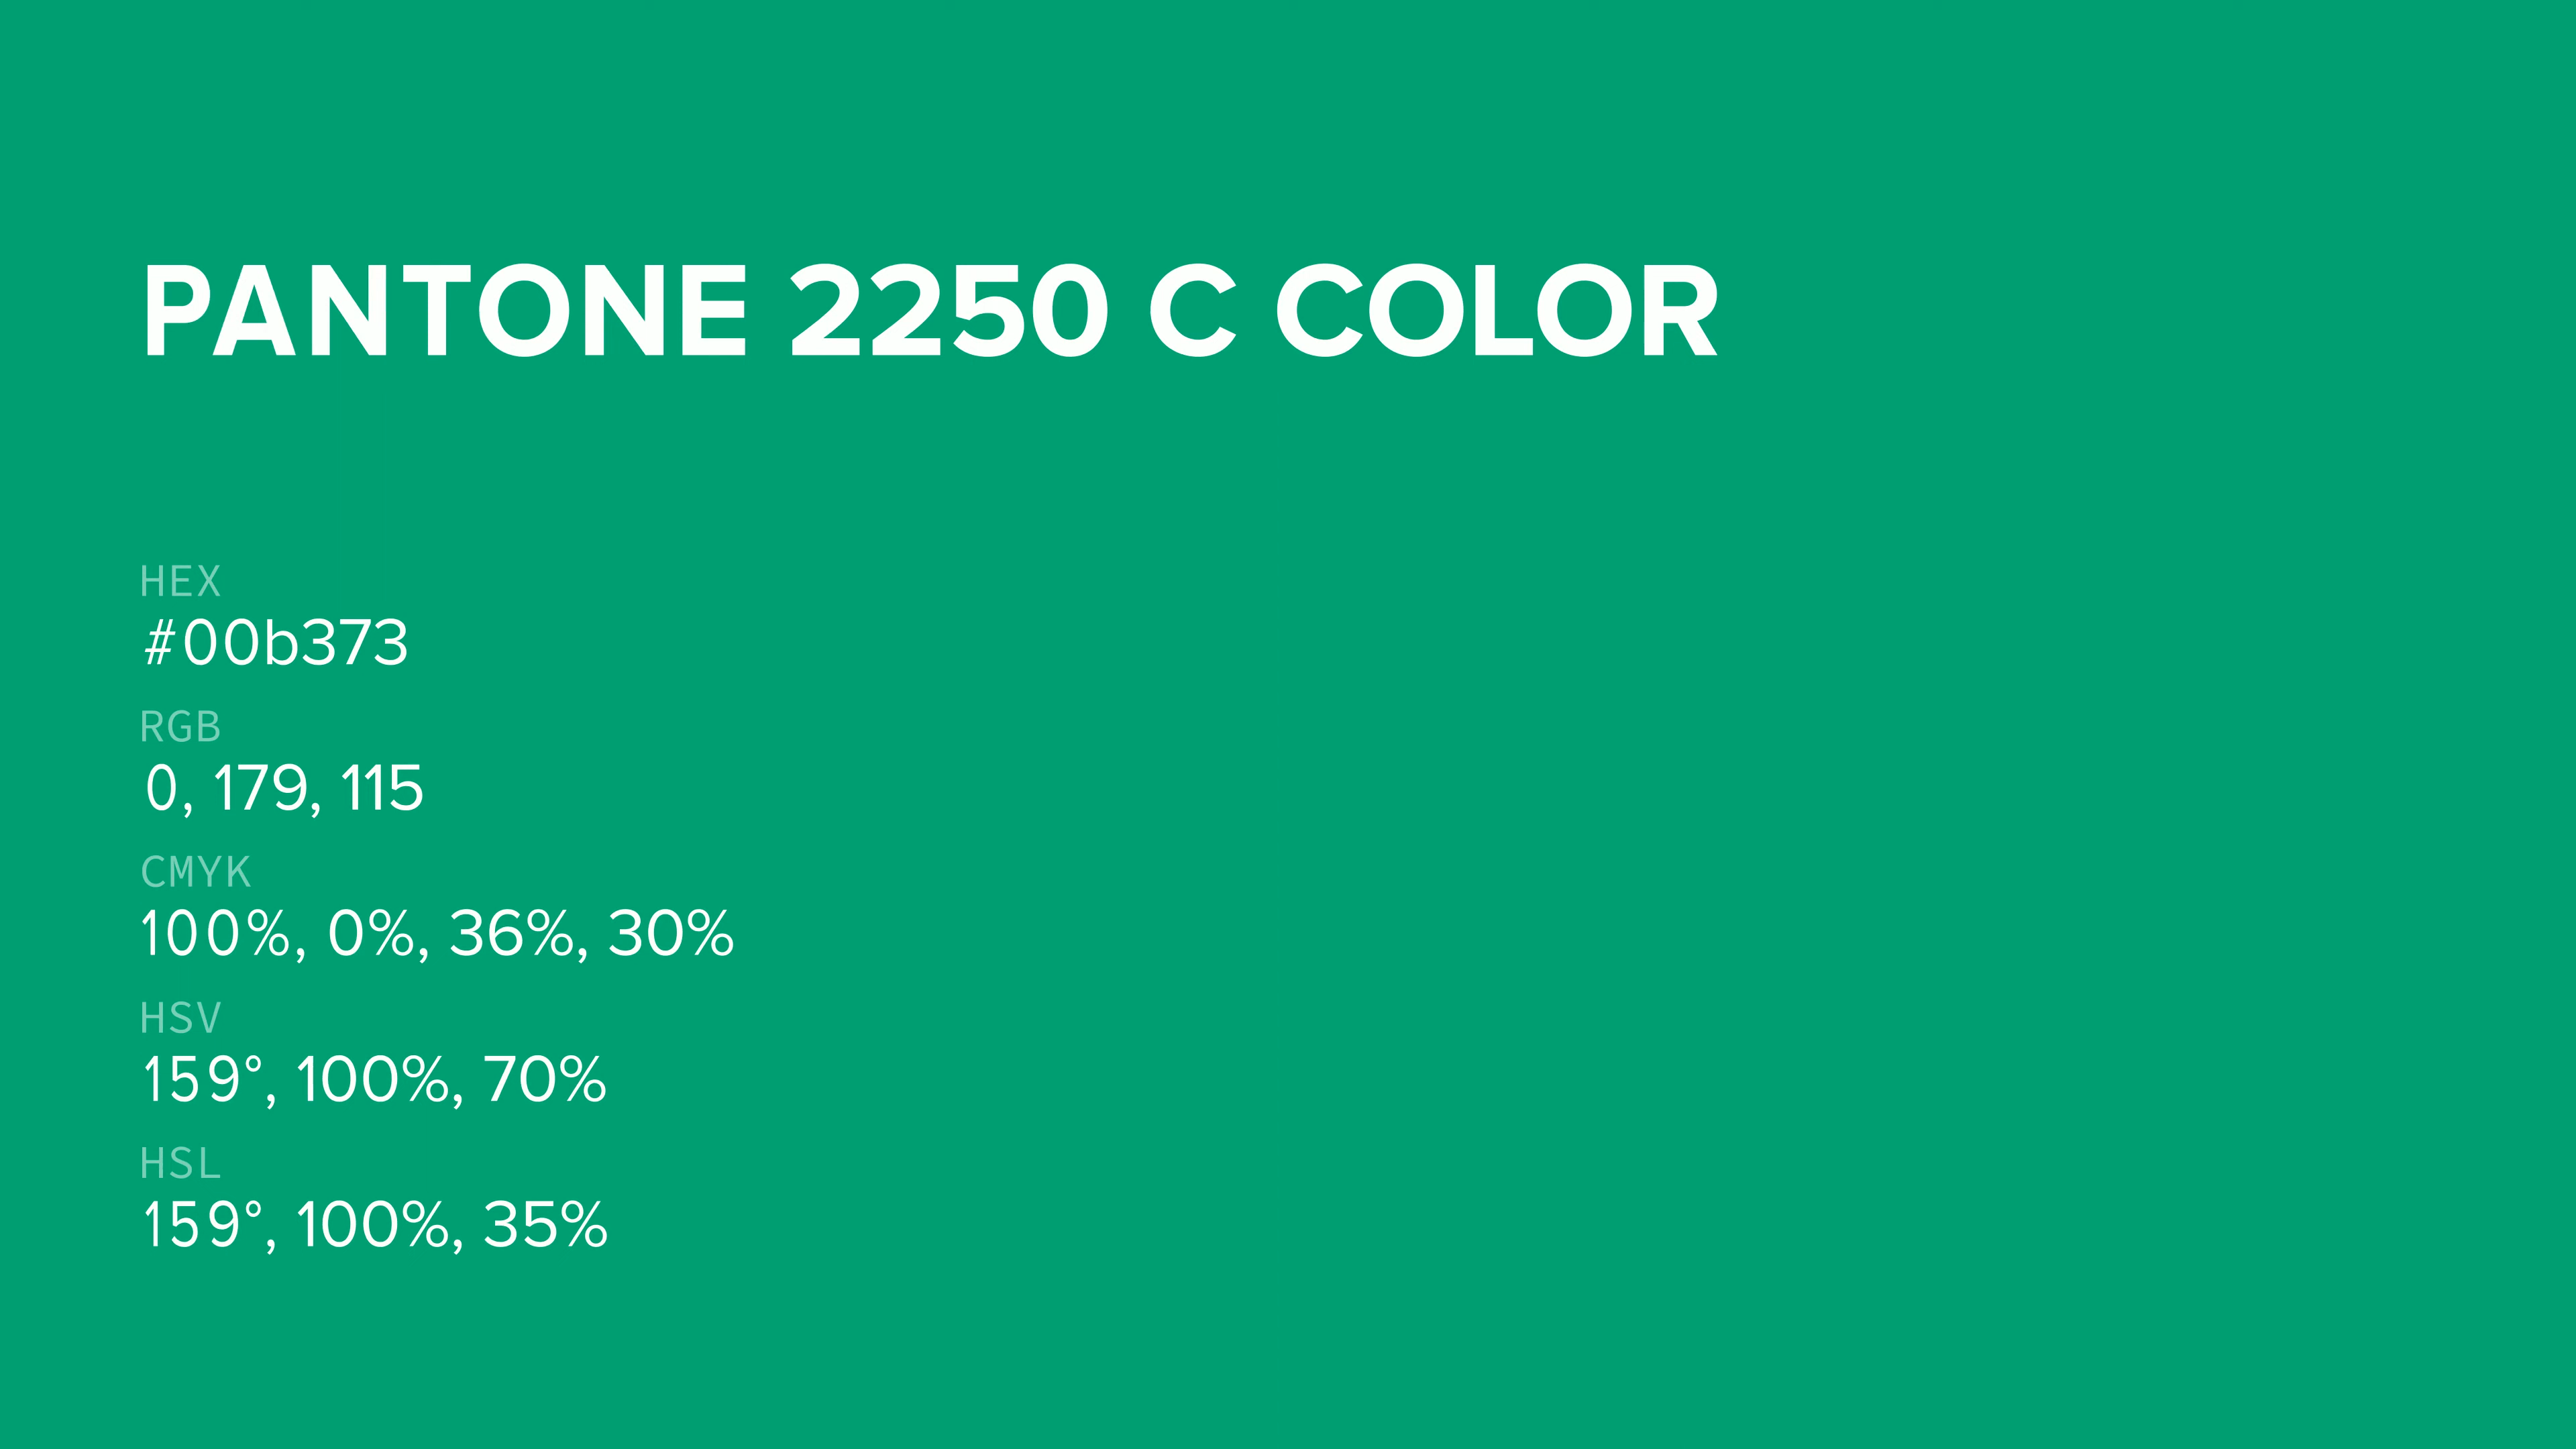 PANTONE 2250 C COLOR
HEX
#00b373
RGB
0, 179, 115
CMYK
100%, 0%, 36%, 30%
HSV
159°, 100%, 70%
HSL
159°, 100%, 35%